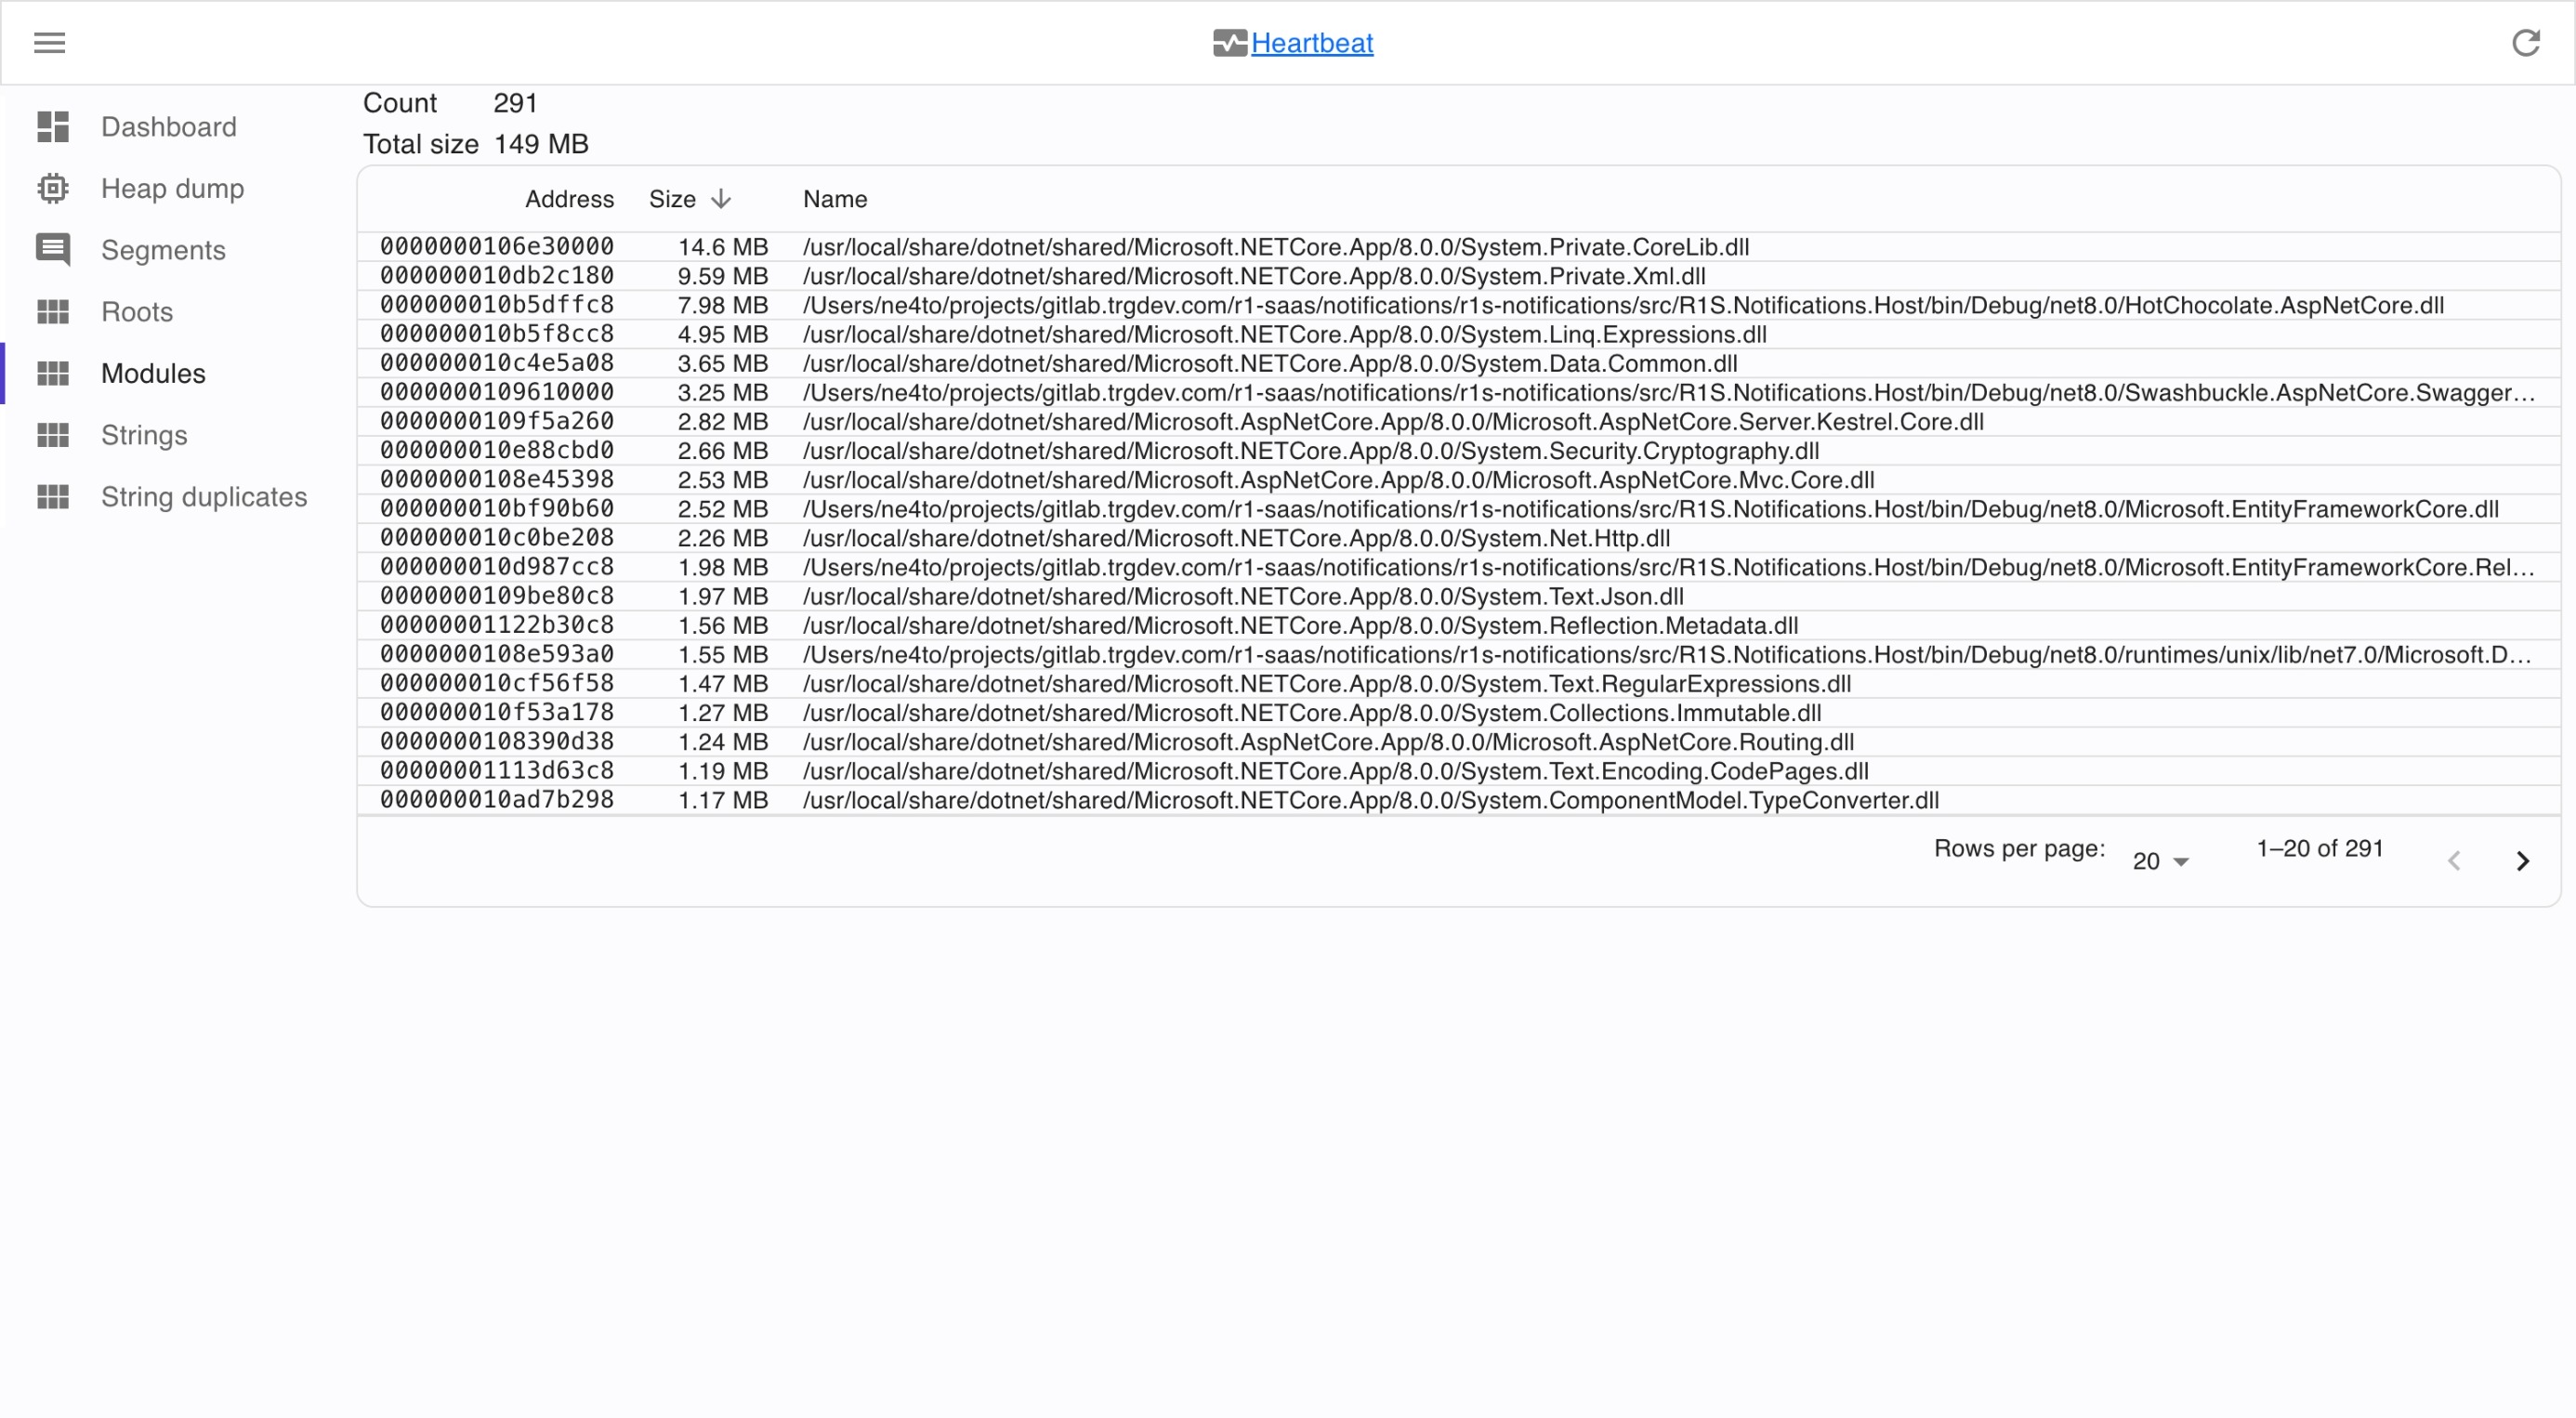 Heartbeat
Dashboard
Heap dump
Segments
Roots
Modules
Strings
String duplicates
Count 291
Total size 149 MB
Address Size Name
0000000106e30000 14.6 MB /usr/local/share/dotnet/shared/Microsoft.NETCore.App/8.0.0/System.Private.CoreLib.dll
000000010db2c180 9.59 MB /usr/local/share/dotnet/shared/Microsoft.NETCore.App/8.0.0/System.Private.Xml.dll
000000010b5dffc8 7.98 MB /Users/ne4to/projects/gitlab.trgdev.com/r1-saas/notifications/r1s-notifications/src/R1S.Notifications.Host/bin/Debug/net8.0/HotChocolate.AspNetCore.dll
000000010b5f8cc8 4.95 MB /usr/local/share/dotnet/shared/Microsoft.NETCore.App/8.0.0/System.Linq.Expressions.dll
000000010c4e5a08 3.65 MB /usr/local/share/dotnet/shared/Microsoft.NETCore.App/8.0.0/System.Data.Common.dll
0000000109610000 3.25 MB /Users/ne4to/projects/gitlab.trgdev.com/r1-saas/notifications/r1s-notifications/src/R1S.Notifications.Host/bin/Debug/net8.0/Swashbuckle.AspNetCore.Swagger…
0000000109f5a260 2.82 MB /usr/local/share/dotnet/shared/Microsoft.AspNetCore.App/8.0.0/Microsoft.AspNetCore.Server.Kestrel.Core.dll
000000010e88cbd0 2.66 MB /usr/local/share/dotnet/shared/Microsoft.NETCore.App/8.0.0/System.Security.Cryptography.dll
0000000108e45398 2.53 MB /usr/local/share/dotnet/shared/Microsoft.AspNetCore.App/8.0.0/Microsoft.AspNetCore.Mvc.Core.dll
000000010bf90b60 2.52 MB /Users/ne4to/projects/gitlab.trgdev.com/r1-saas/notifications/r1s-notifications/src/R1S.Notifications.Host/bin/Debug/net8.0/Microsoft.EntityFrameworkCore.dll
000000010c0be208 2.26 MB /usr/local/share/dotnet/shared/Microsoft.NETCore.App/8.0.0/System.Net.Http.dll
000000010d987cc8 1.98 MB /Users/ne4to/projects/gitlab.trgdev.com/r1-saas/notifications/r1s-notifications/src/R1S.Notifications.Host/bin/Debug/net8.0/Microsoft.EntityFrameworkCore.Rel…
0000000109be80c8 1.97 MB /usr/local/share/dotnet/shared/Microsoft.NETCore.App/8.0.0/System.Text.Json.dll
00000001122b30c8 1.56 MB /usr/local/share/dotnet/shared/Microsoft.NETCore.App/8.0.0/System.Reflection.Metadata.dll
0000000108e593a0 1.55 MB /Users/ne4to/projects/gitlab.trgdev.com/r1-saas/notifications/r1s-notifications/src/R1S.Notifications.Host/bin/Debug/net8.0/runtimes/unix/lib/net7.0/Microsoft.D…
000000010cf56f58 1.47 MB /usr/local/share/dotnet/shared/Microsoft.NETCore.App/8.0.0/System.Text.RegularExpressions.dll
000000010f53a178 1.27 MB /usr/local/share/dotnet/shared/Microsoft.NETCore.App/8.0.0/System.Collections.Immutable.dll
0000000108390d38 1.24 MB /usr/local/share/dotnet/shared/Microsoft.AspNetCore.App/8.0.0/Microsoft.AspNetCore.Routing.dll
00000001113d63c8 1.19 MB /usr/local/share/dotnet/shared/Microsoft.NETCore.App/8.0.0/System.Text.Encoding.CodePages.dll
000000010ad7b298 1.17 MB /usr/local/share/dotnet/shared/Microsoft.NETCore.App/8.0.0/System.ComponentModel.TypeConverter.dll
Rows per page: 20 1–20 of 291